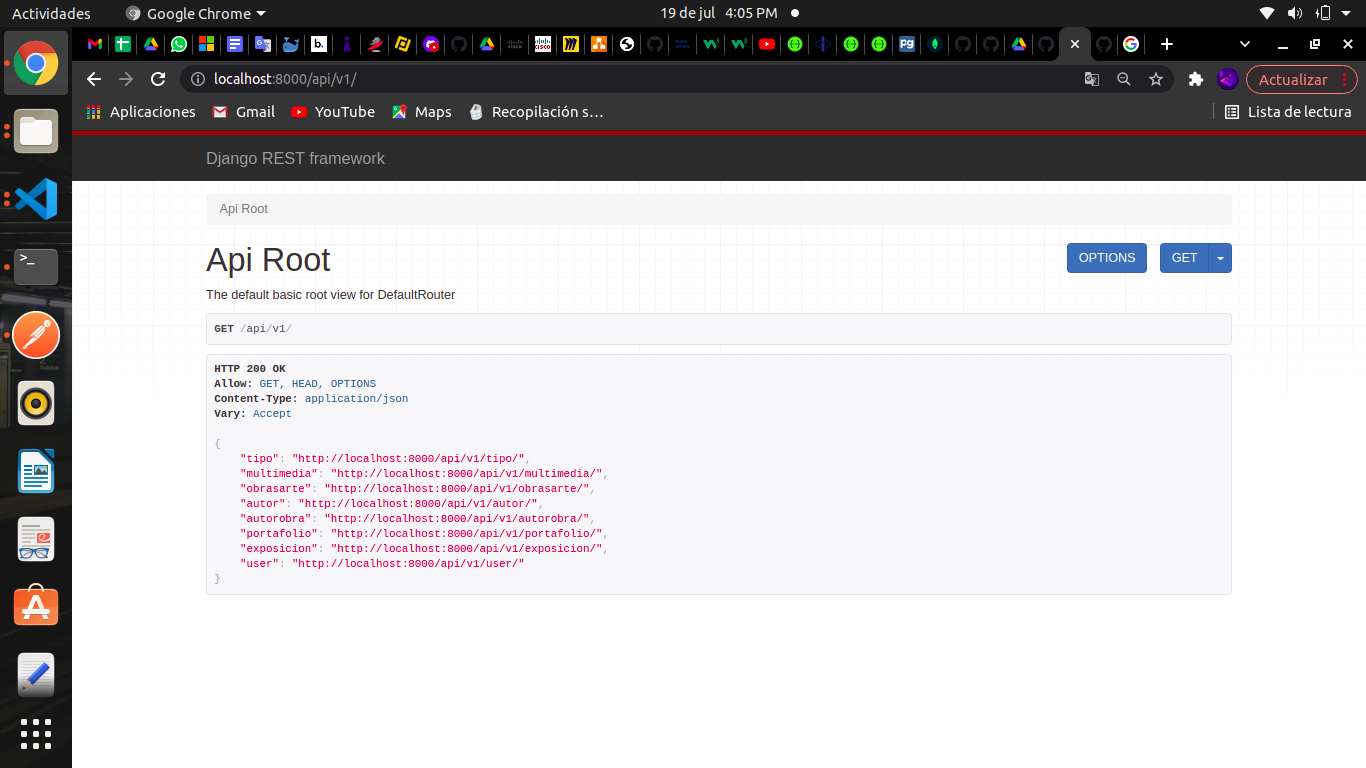 Actividades
Google Chrome
19 de jul 4:05 PM
localhost:8000/api/v1/
Actualizar
Aplicaciones
Gmail
YouTube
Maps
Recopilación s…
Lista de lectura
Django REST framework
Api Root
Api Root
OPTIONS
GET
The default basic root view for DefaultRouter
GET /api/v1/
HTTP 200 OK
Allow: GET, HEAD, OPTIONS
Content-Type: application/json
Vary: Accept
{
    "tipo": "http://localhost:8000/api/v1/tipo/",
    "multimedia": "http://localhost:8000/api/v1/multimedia/",
    "obrasarte": "http://localhost:8000/api/v1/obrasarte/",
    "autor": "http://localhost:8000/api/v1/autor/",
    "autorobra": "http://localhost:8000/api/v1/autorobra/",
    "portafolio": "http://localhost:8000/api/v1/portafolio/",
    "exposicion": "http://localhost:8000/api/v1/exposicion/",
    "user": "http://localhost:8000/api/v1/user/"
}